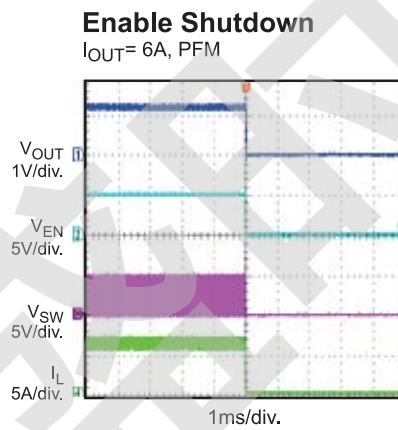 Enable Shutdown
IOUT= 6A, PFM
VOUT
1V/div.
VEN
5V/div.
VSW
5V/div.
IL
5A/div.
1ms/div.